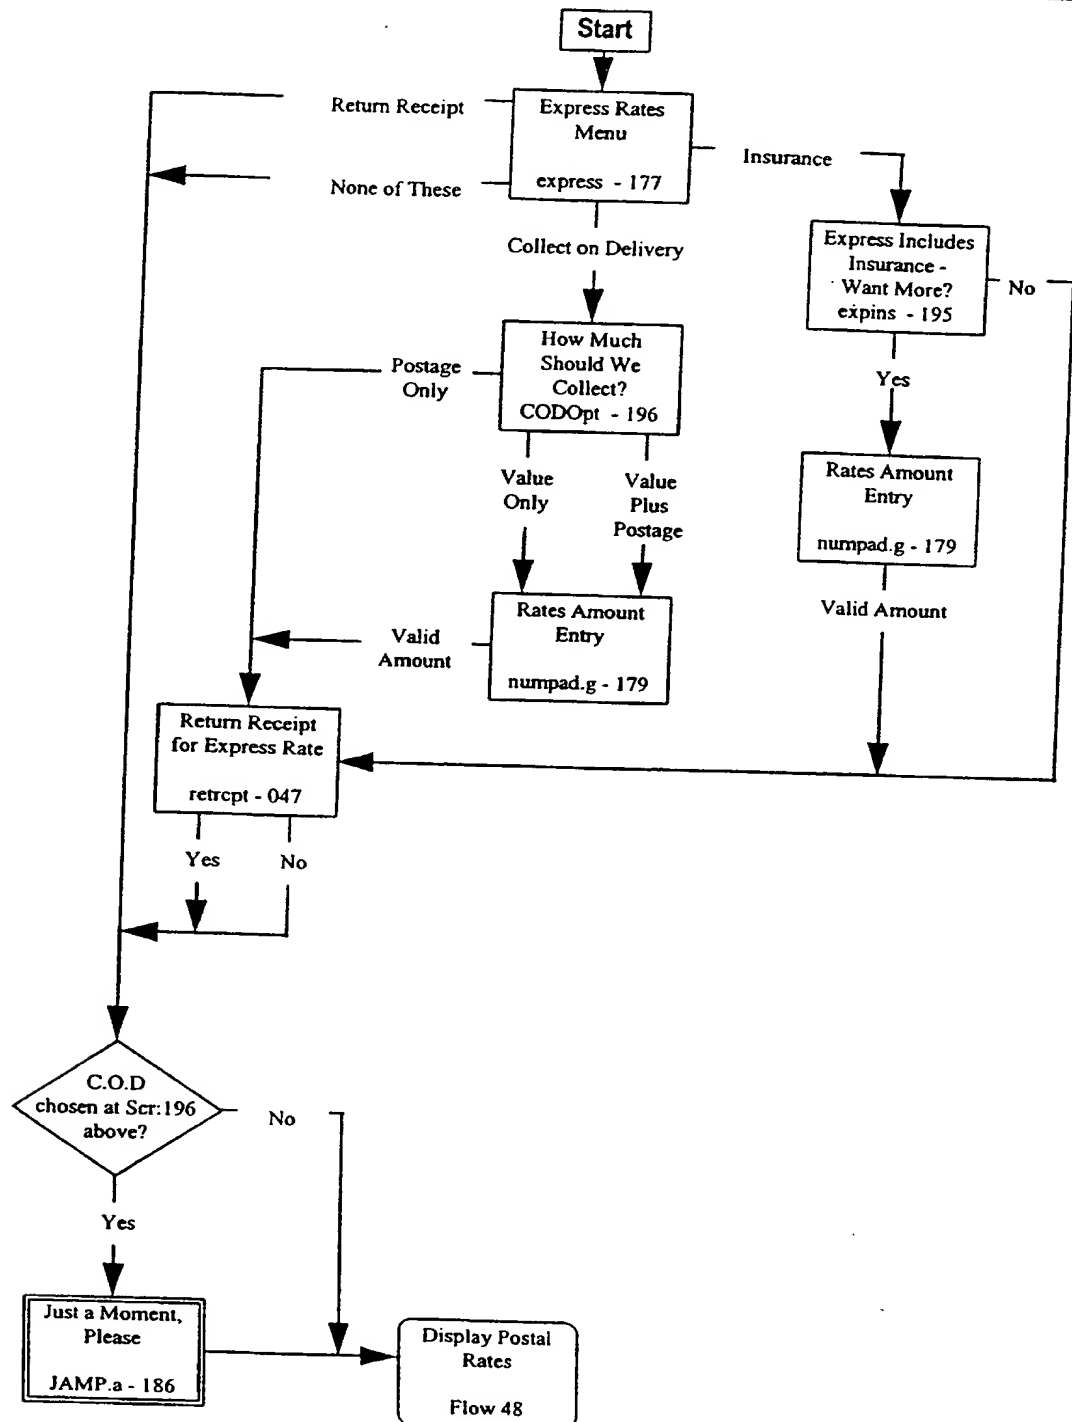 Start
Express Rates
Menu
express - 177
Return Receipt
None of These
Insurance
Collect on Delivery
Express Includes
Insurance -
Want More?
expins - 195
No
Yes
How Much
Should We
Collect?
CODOpt - 196
Postage
Only
Value
Only
Value
Plus
Postage
Rates Amount
Entry
numpad.g - 179
Valid Amount
Rates Amount
Entry
numpad.g - 179
Valid
Amount
Return Receipt
for Express Rate
retrcpt - 047
Yes
No
C.O.D
chosen at Scr:196
above?
No
Yes
Just a Moment,
Please
JAMP.a - 186
Display Postal
Rates
Flow 48